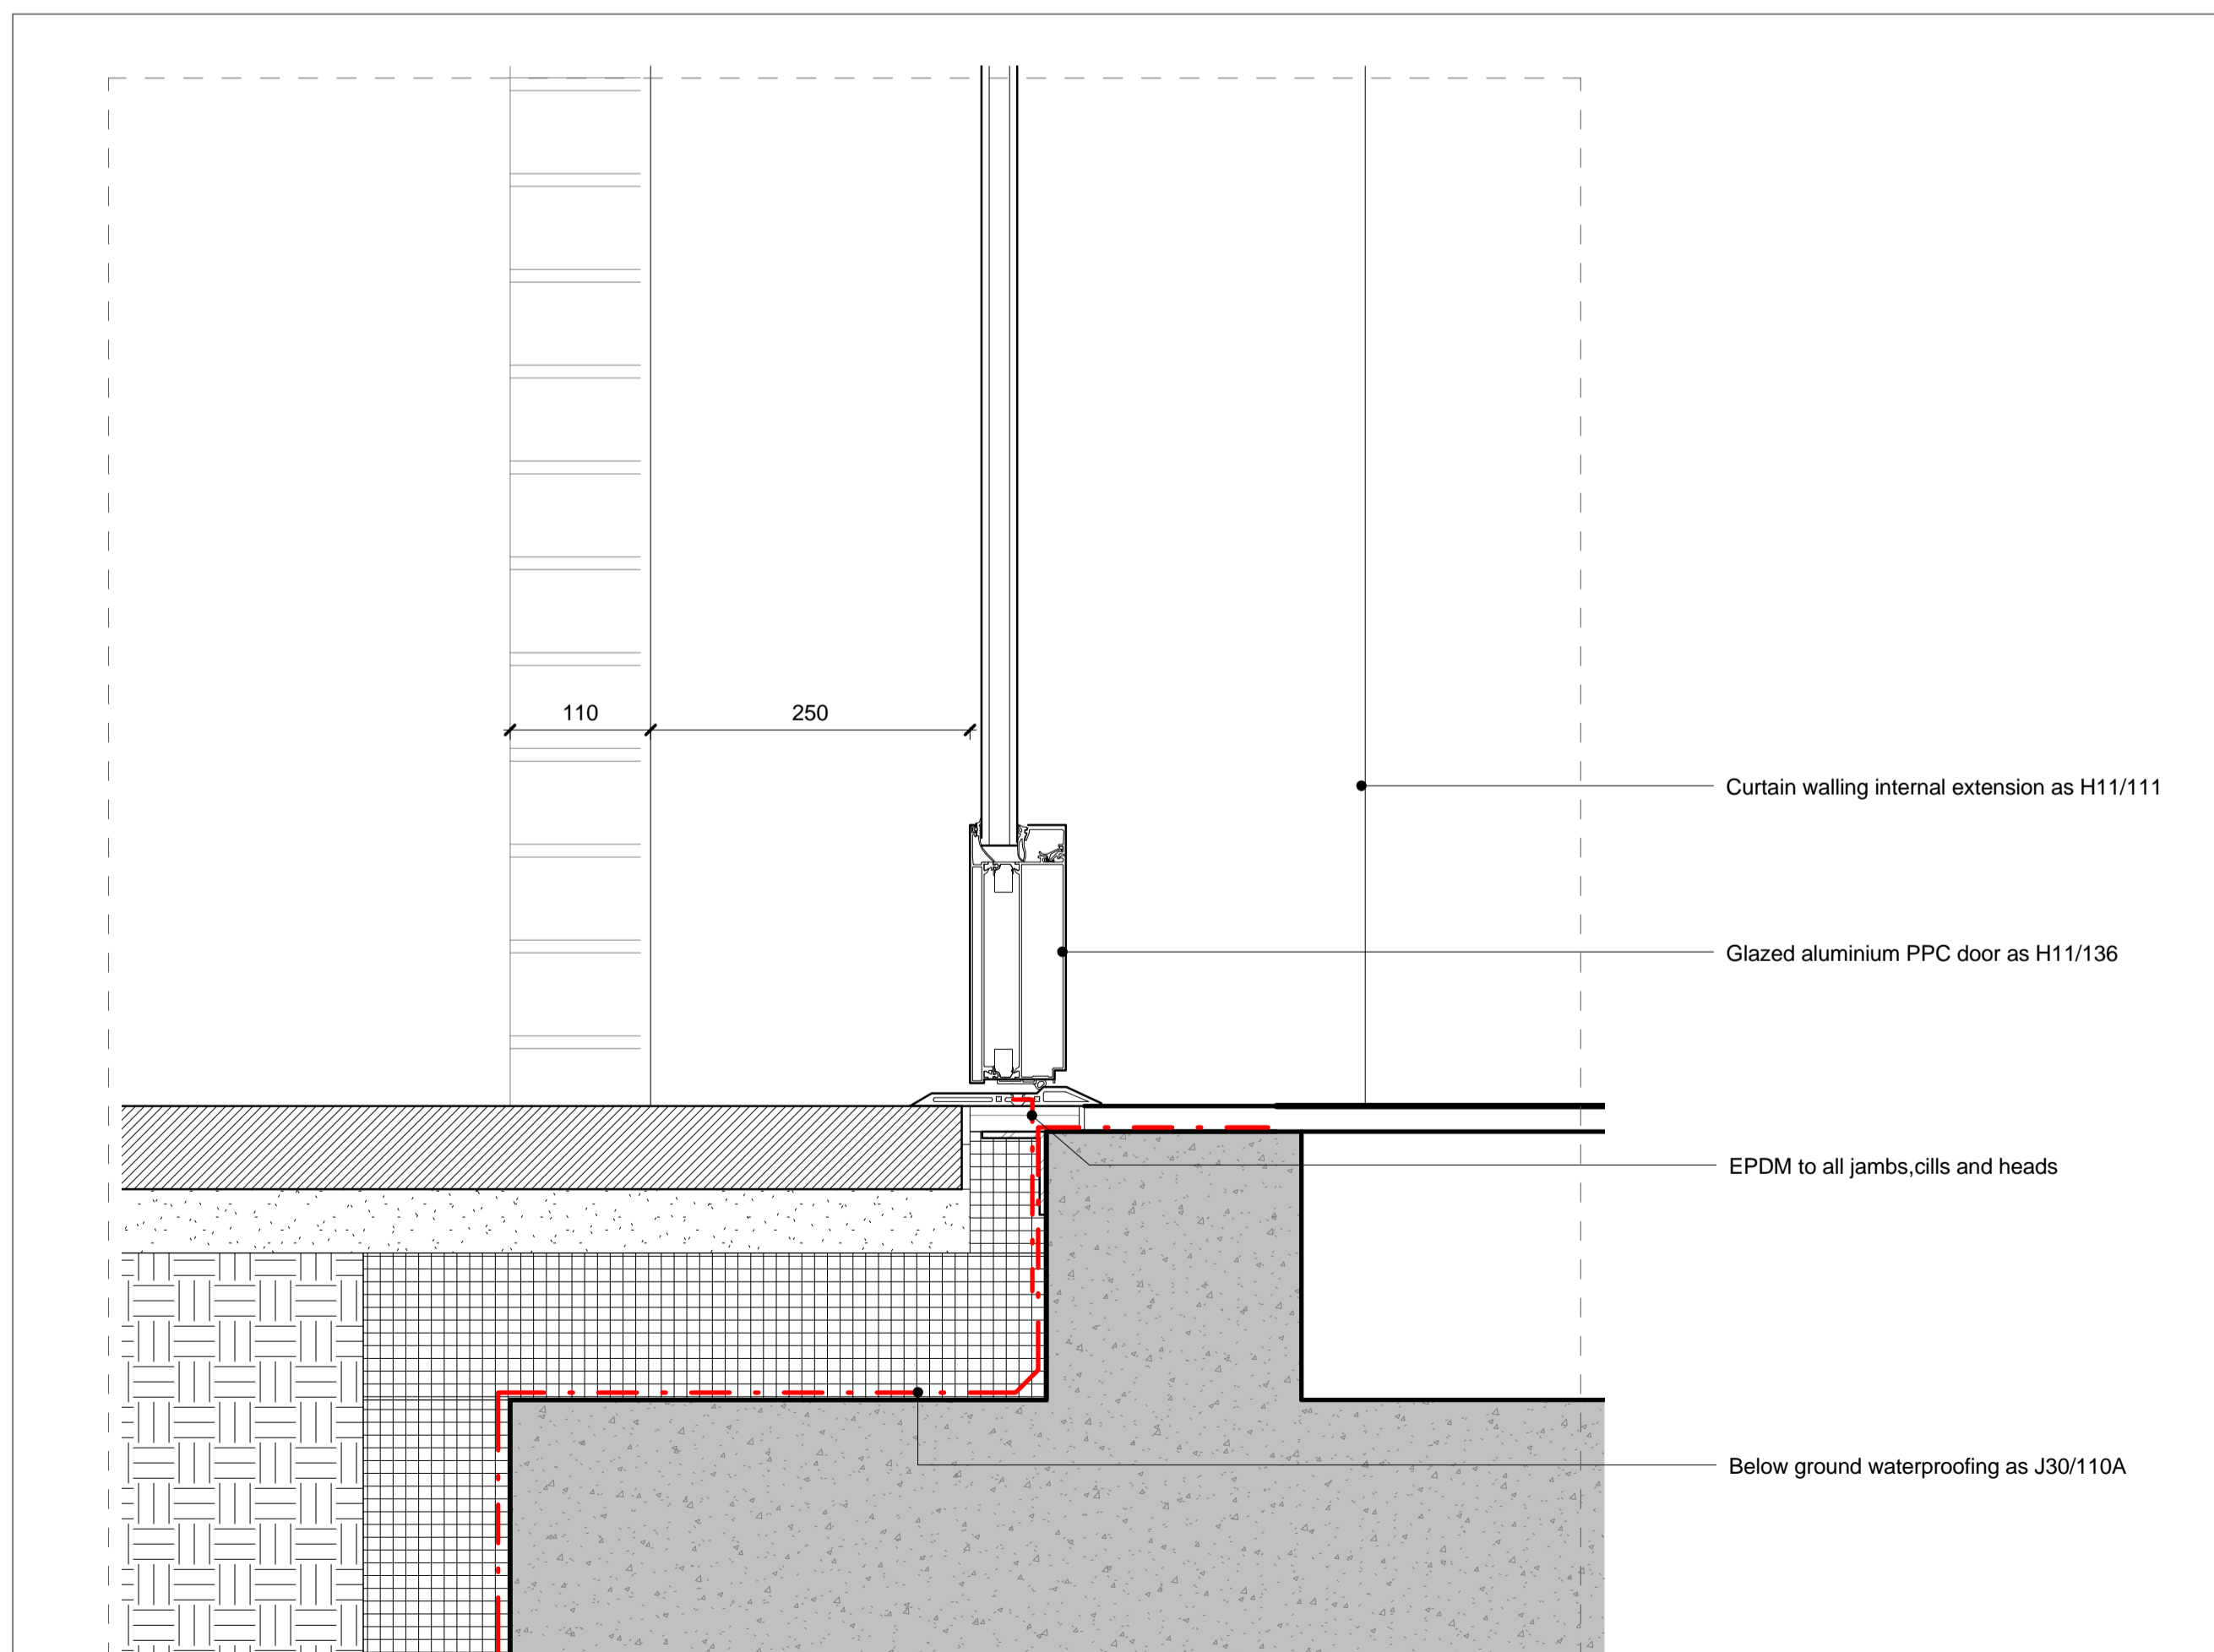 110
250
Curtain walling internal extension as H11/111
Glazed aluminium PPC door as H11/136
EPDM to all jambs,cills and heads
Below ground waterproofing as J30/110A